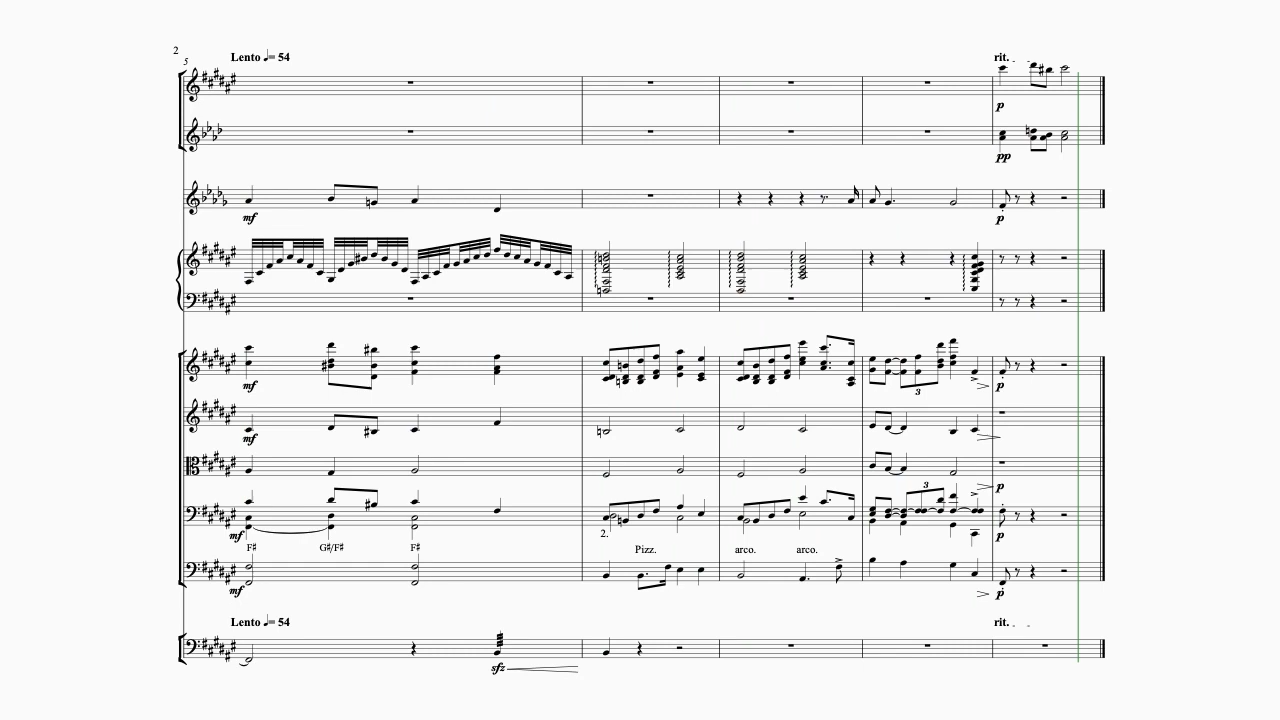 2
5
Lento ♩= 54
rit.
p
pp
mf
p
mf
3
p
mf
p
3
mf
2.
p
F♯ G♯/F♯ F♯ Pizz. arco. arco.
mf
p
Lento ♩= 54
rit.
sfz